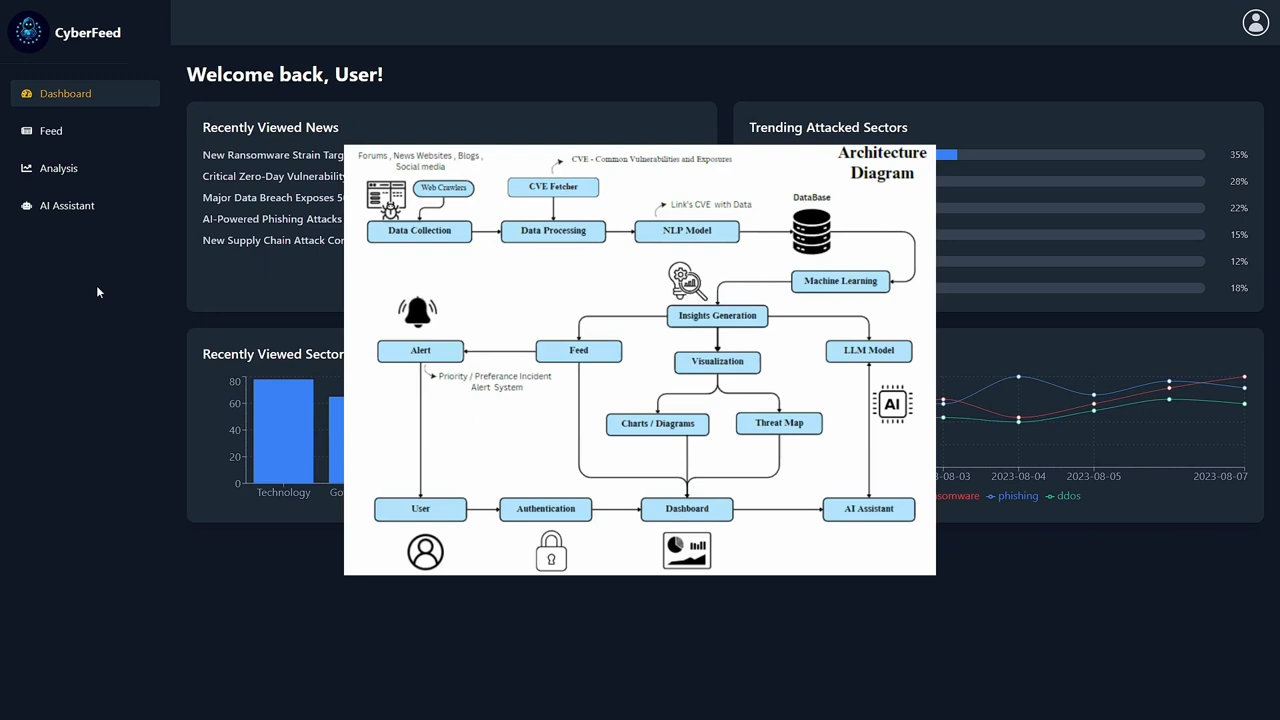 CyberFeed
Dashboard
Feed
Analysis
AI Assistant
Welcome back, User!
Recently Viewed News
New Ransomware Strain
Critical Zero-Day Vulnerability
Major Data Breach Exposes
AI-Powered Phishing Attacks
New Supply Chain Attack
Trending Attacked Sectors
35%
28%
22%
15%
12%
18%
Architecture
Diagram
Forums , News Websites , Blogs ,
Social media
Web Crawlers
CVE - Common Vulnerabilities and Exposures
CVE Fetcher
Link's CVE with Data
DataBase
Data Collection
Data Processing
NLP Model
Machine Learning
Insights Generation
Alert
Feed
Visualization
LLM Model
Priority / Preferance Incident
Alert System
AI
Charts / Diagrams
Threat Map
User
Authentication
Dashboard
AI Assistant
Recently Viewed
80
60
40
20
0
Technology
2023-08-04
2023-08-05
2023-08-07
phishing
ddos